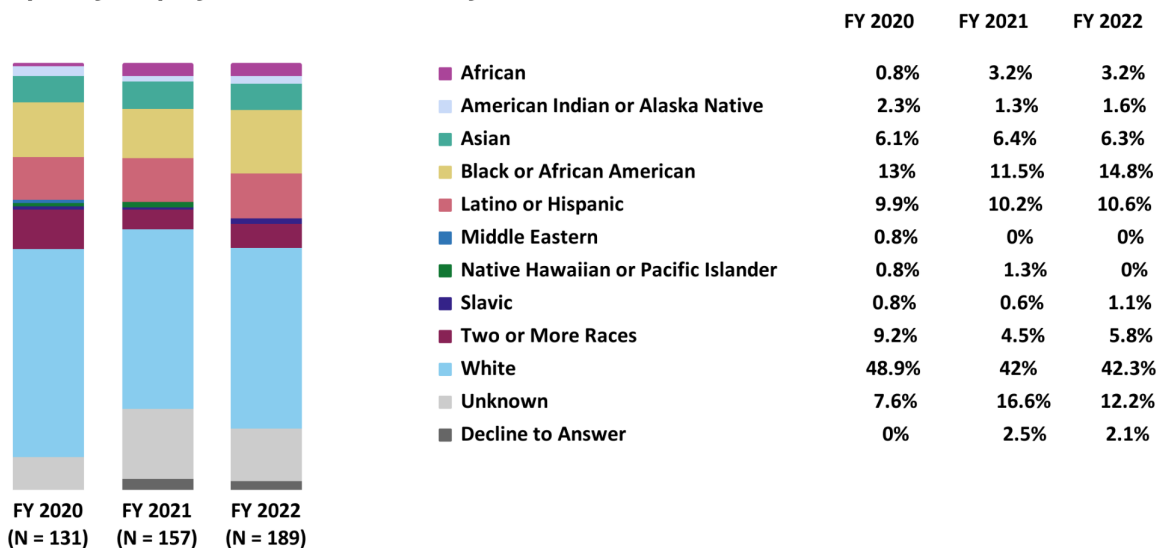 FY 2020 FY 2021 FY 2022
African 0.8% 3.2% 3.2%
American Indian or Alaska Native 2.3% 1.3% 1.6%
Asian 6.1% 6.4% 6.3%
Black or African American 13% 11.5% 14.8%
Latino or Hispanic 9.9% 10.2% 10.6%
Middle Eastern 0.8% 0% 0%
Native Hawaiian or Pacific Islander 0.8% 1.3% 0%
Slavic 0.8% 0.6% 1.1%
Two or More Races 9.2% 4.5% 5.8%
White 48.9% 42% 42.3%
Unknown 7.6% 16.6% 12.2%
Decline to Answer 0% 2.5% 2.1%
FY 2020 FY 2021 FY 2022
(N = 131) (N = 157) (N = 189)